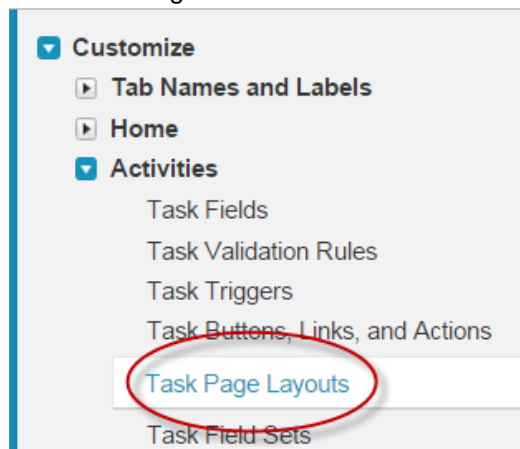 Customize
Tab Names and Labels
Home
Activities
Task Fields
Task Validation Rules
Task Triggers
Task Buttons, Links, and Actions
Task Page Layouts
Task Field Sets